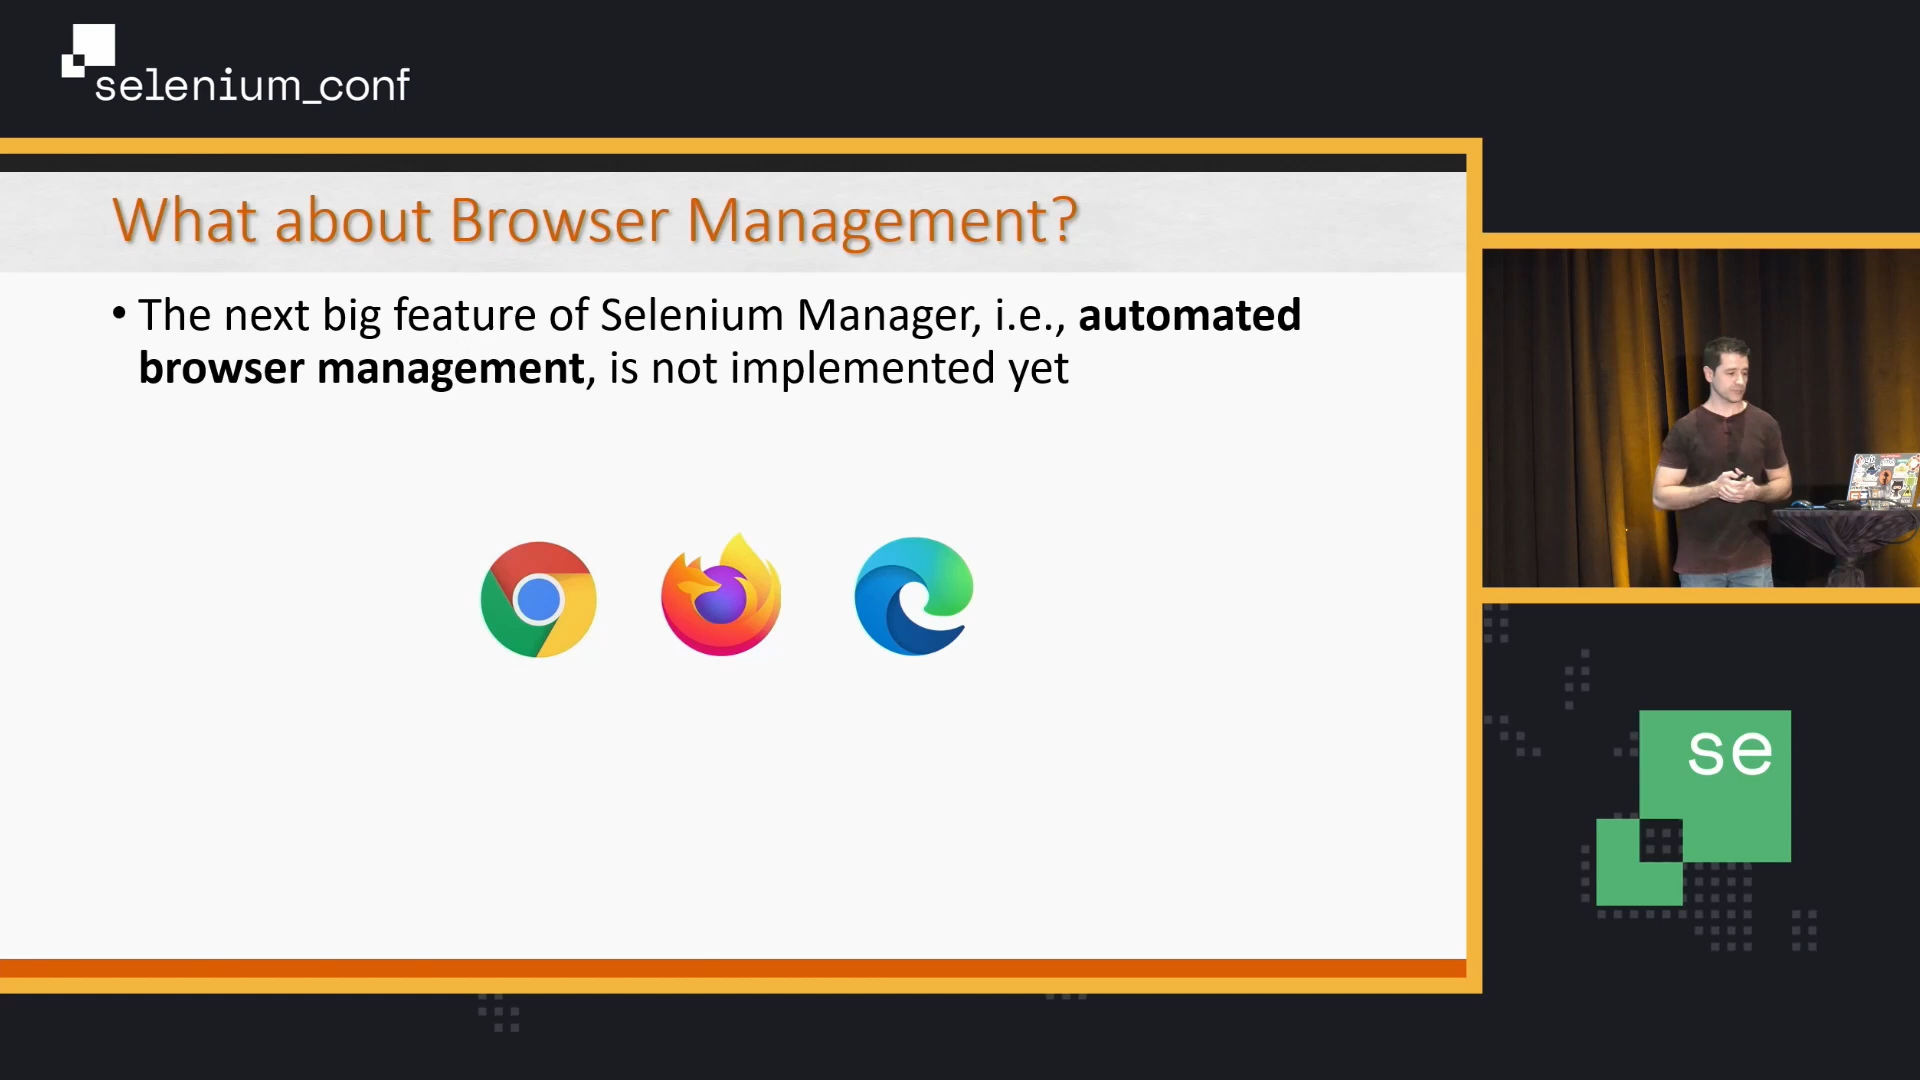 selenium_conf
What about Browser Management?
• The next big feature of Selenium Manager, i.e., automated
browser management, is not implemented yet
se